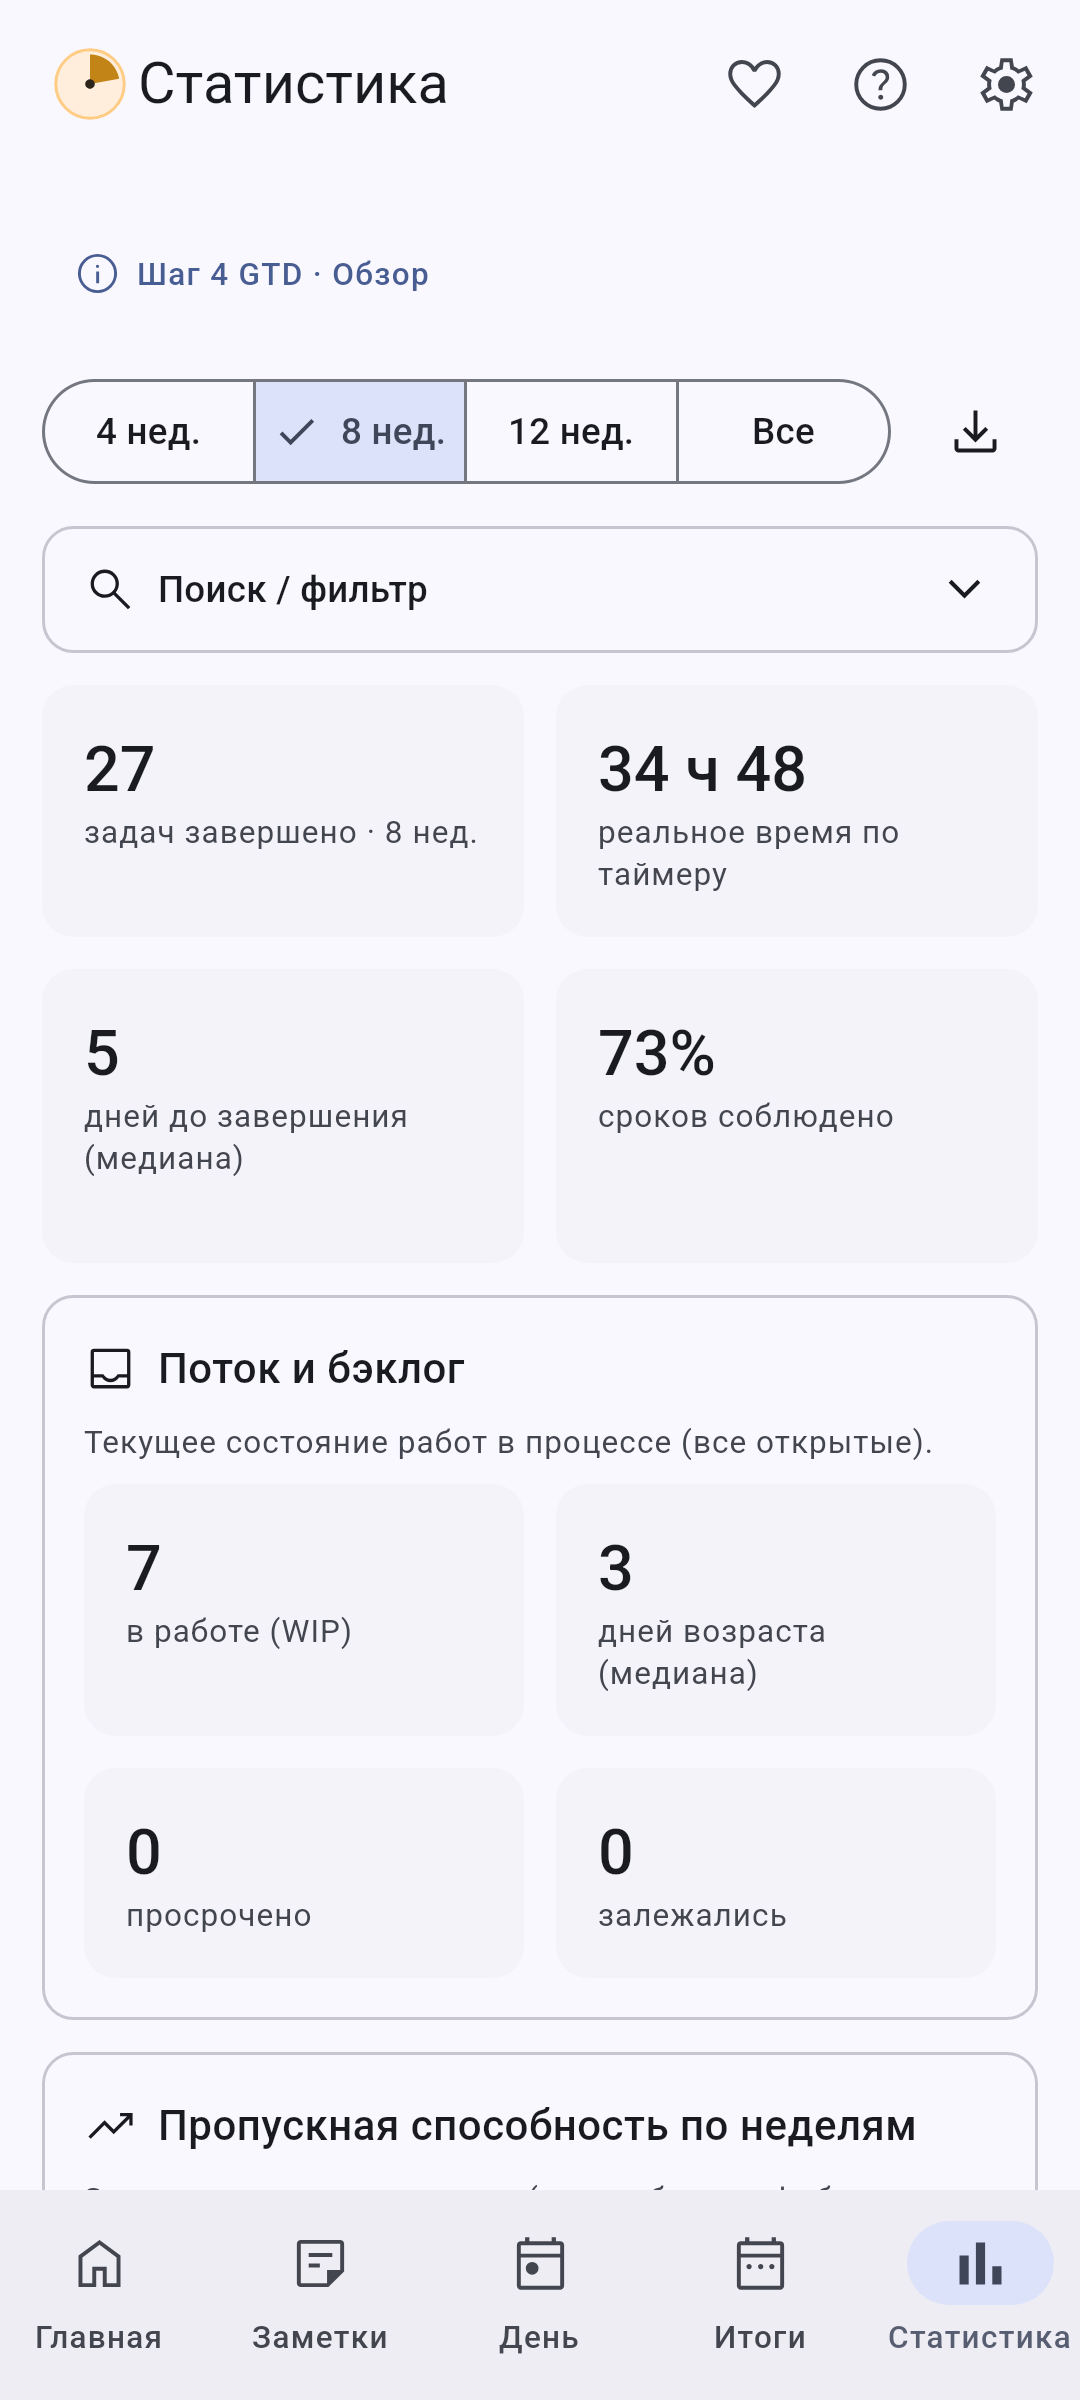 Статистика
Шаг 4 GTD · Обзор
4 нед.
8 нед.
12 нед.
Все
Поиск / фильтр
27
задач завершено · 8 нед.
34 ч 48
реальное время по
таймеру
5
дней до завершения
(медиана)
73%
сроков соблюдено
Поток и бэклог
Текущее состояние работ в процессе (все открытые).
7
в работе (WIP)
3
дней возраста
(медиана)
0
просрочено
0
залежались
Пропускная способность по неделям
Главная
Заметки
День
Итоги
Статистика